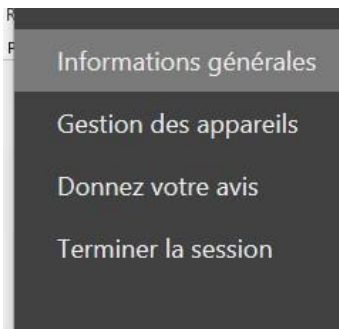 R
Informations générales
Gestion des appareils
Donnez votre avis
Terminer la session